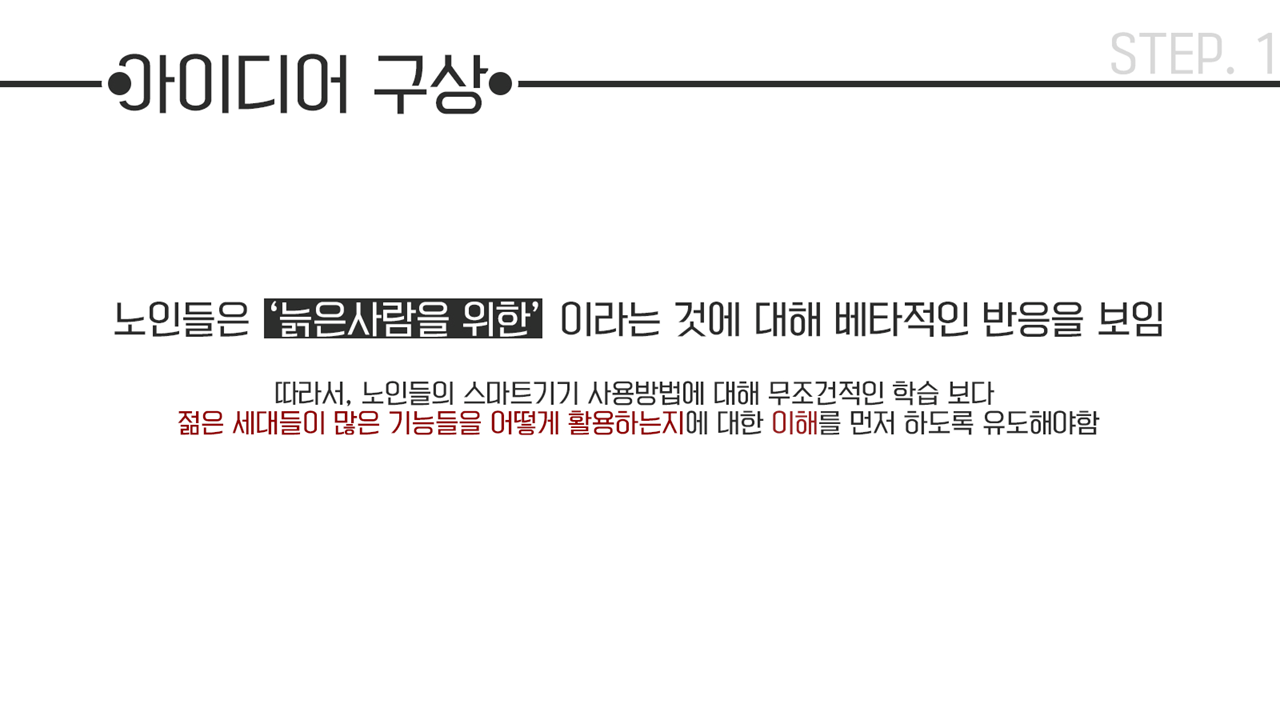 STEP. 1
아이디어 구상
노인들은 ‘늙은사람을 위한’ 이라는 것에 대해 베타적인 반응을 보임
따라서, 노인들의 스마트기기 사용방법에 대해 무조건적인 학습 보다
젊은 세대들이 많은 기능들을 어떻게 활용하는지에 대한 이해를 먼저 하도록 유도해야함